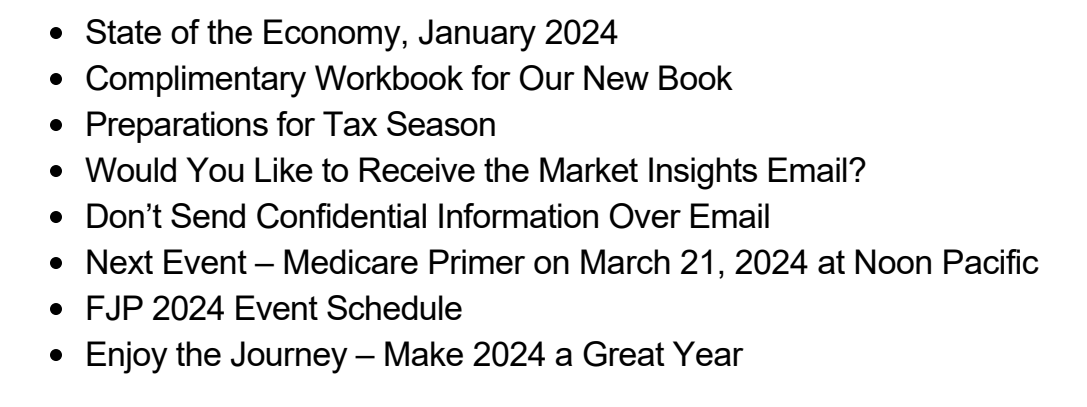 • State of the Economy, January 2024
• Complimentary Workbook for Our New Book
• Preparations for Tax Season
• Would You Like to Receive the Market Insights Email?
• Don’t Send Confidential Information Over Email
• Next Event – Medicare Primer on March 21, 2024 at Noon Pacific
• FJP 2024 Event Schedule
• Enjoy the Journey – Make 2024 a Great Year